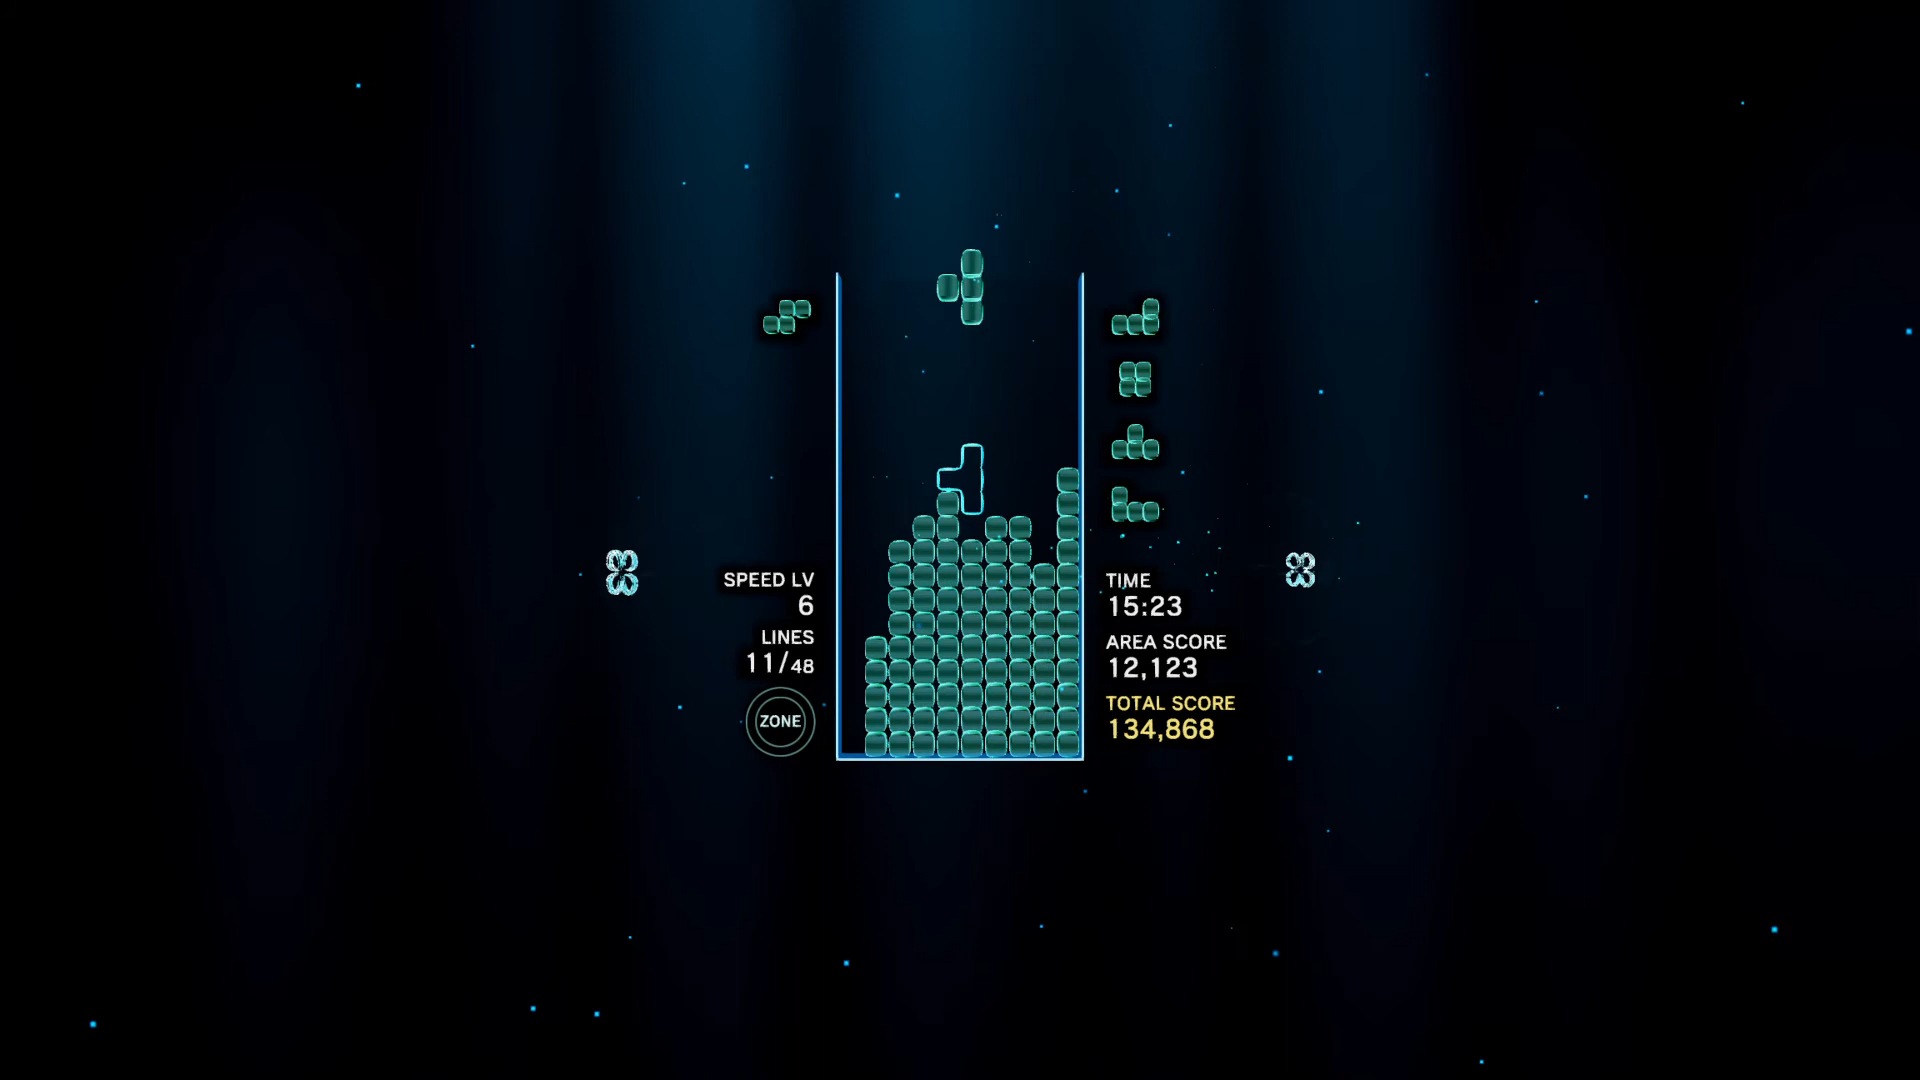 SPEED LV
6
LINES
11/48
ZONE
TIME
15:23
AREA SCORE
12,123
TOTAL SCORE
134,868